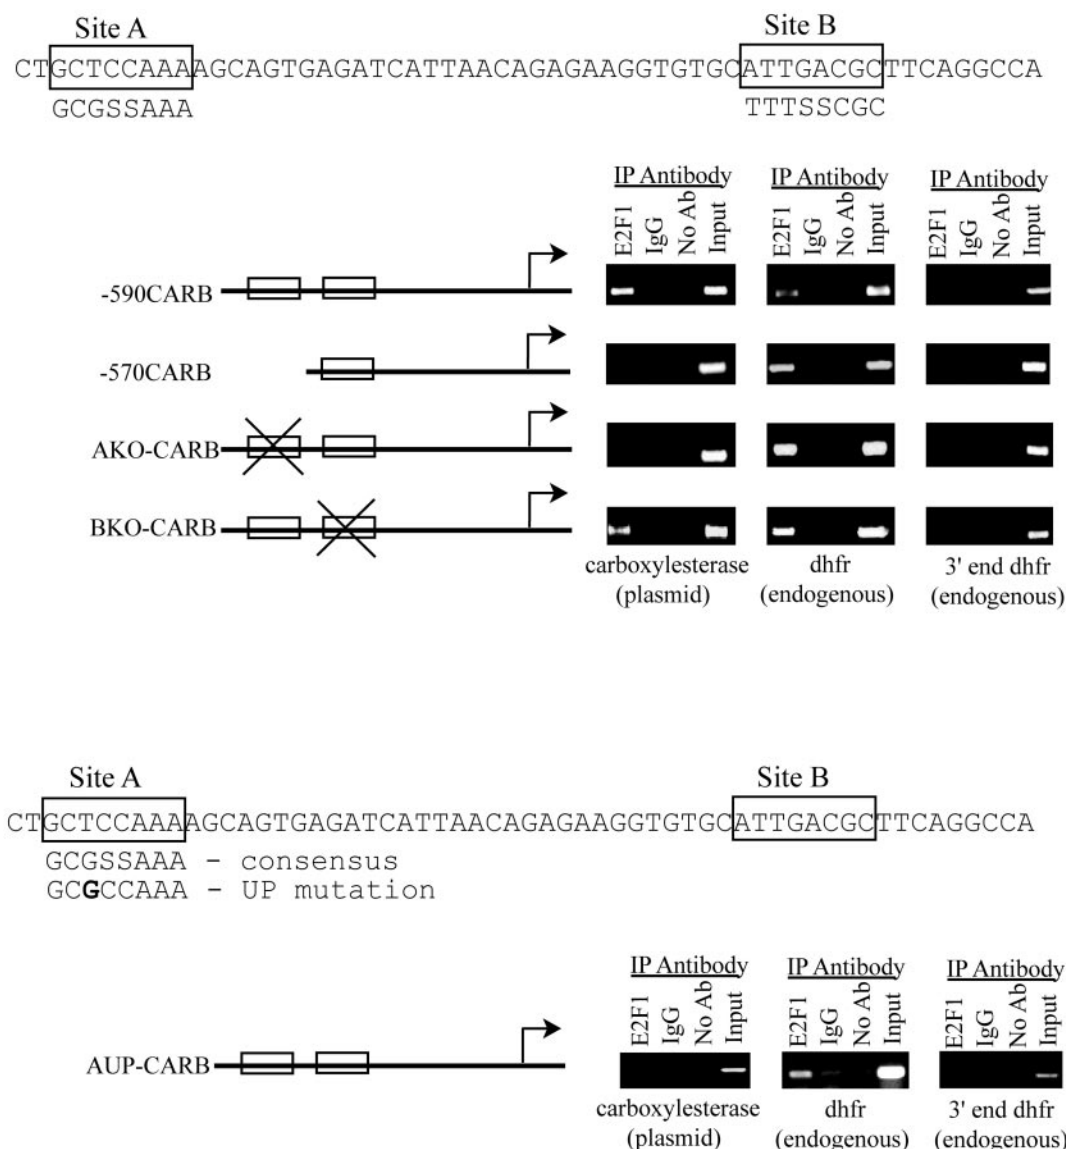 Site A Site B
CTGCTCCAAAAGCAGTGAGATCATTAACAGAGAAGGTGTGCATTGACGCTTCAGGCCA
GCGSSAAA TTTSSCGC
IP Antibody IP Antibody IP Antibody
E2F1 IgG No Ab Input E2F1 IgG No Ab Input E2F1 IgG No Ab Input
-590CARB
-570CARB
AKO-CARB
BKO-CARB
carboxylesterase dhfr 3' end dhfr
(plasmid) (endogenous) (endogenous)
Site A Site B
CTGCTCCAAAAGCAGTGAGATCATTAACAGAGAAGGTGTGCATTGACGCTTCAGGCCA
GCGSSAAA - consensus
GCGCCAAA - UP mutation
IP Antibody IP Antibody IP Antibody
E2F1 IgG No Ab Input E2F1 IgG No Ab Input E2F1 IgG No Ab Input
AUP-CARB
carboxylesterase dhfr 3' end dhfr
(plasmid) (endogenous) (endogenous)